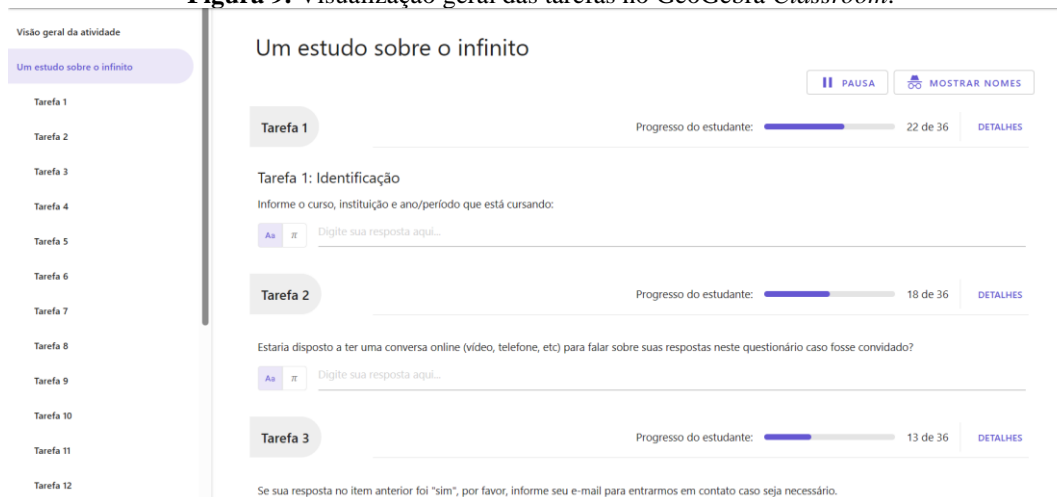 Figura 9. Visualização geral das tarefas no GeoGebra Classroom.
Visão geral da atividade
Um estudo sobre o infinito
Tarefa 1
Tarefa 2
Tarefa 3
Tarefa 4
Tarefa 5
Tarefa 6
Tarefa 7
Tarefa 8
Tarefa 9
Tarefa 10
Tarefa 11
Tarefa 12
Um estudo sobre o infinito
PAUSA MOSTRAR NOMES
Tarefa 1 Progresso do estudante: 22 de 36 DETALHES
Tarefa 1: Identificação
Informe o curso, instituição e ano/período que está cursando:
Aa π Digite sua resposta aqui...
Tarefa 2 Progresso do estudante: 18 de 36 DETALHES
Estaria disposto a ter uma conversa online (vídeo, telefone, etc) para falar sobre suas respostas neste questionário caso fosse convidado?
Aa π Digite sua resposta aqui...
Tarefa 3 Progresso do estudante: 13 de 36 DETALHES
Se sua resposta no item anterior foi "sim", por favor, informe seu e-mail para entrarmos em contato caso seja necessário.